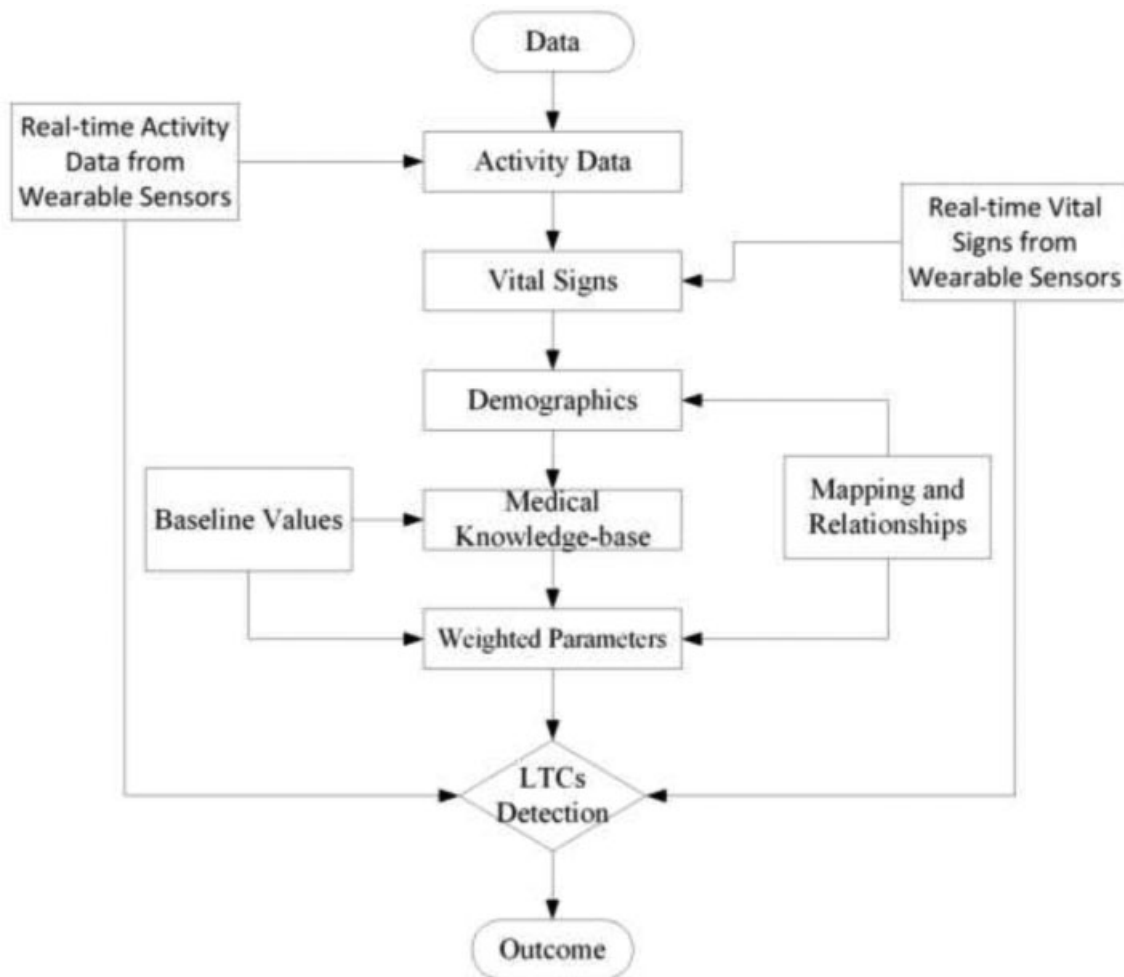 Data
Real-time Activity
Data from
Wearable Sensors
Activity Data
Real-time Vital
Signs from
Wearable Sensors
Vital Signs
Demographics
Baseline Values
Medical
Knowledge-base
Mapping and
Relationships
Weighted Parameters
LTCs
Detection
Outcome